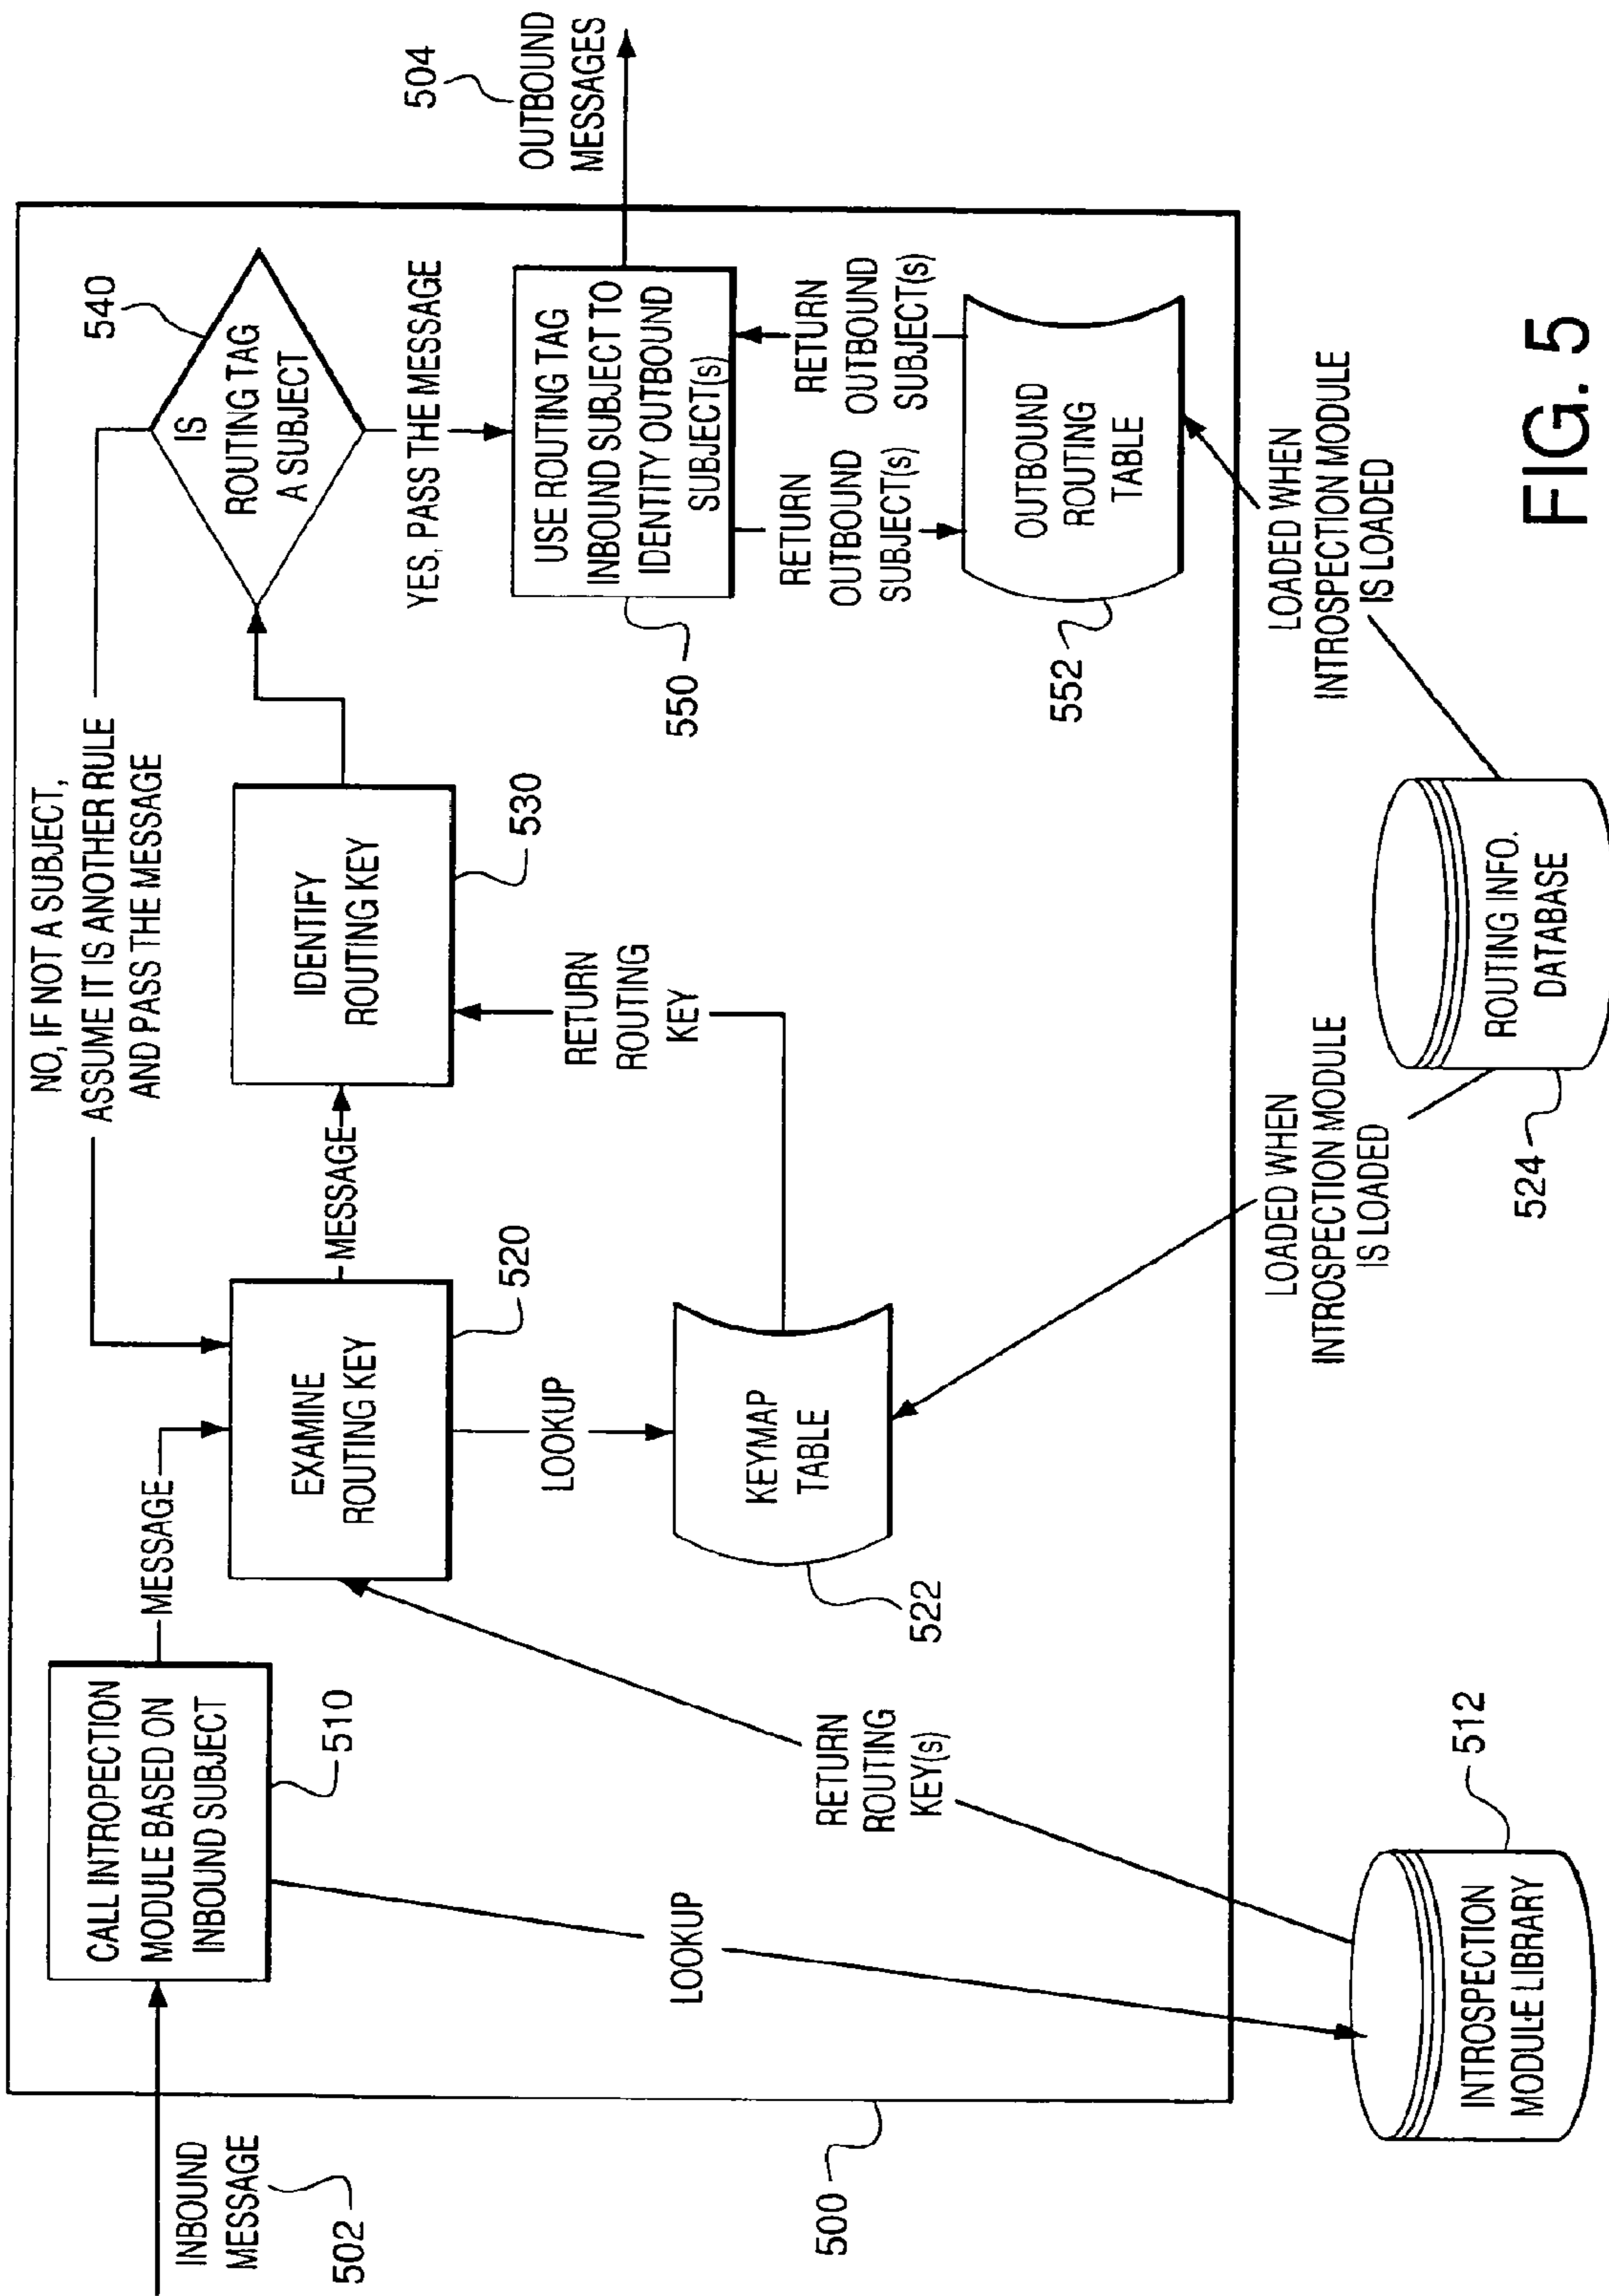 INBOUND
MESSAGE
502
CALL INTROPECTION
MODULE BASED ON
INBOUND SUBJECT
510
MESSAGE
NO, IF NOT A SUBJECT,
ASSUME IT IS ANOTHER RULE
AND PASS THE MESSAGE
EXAMINE
ROUTING KEY
520
MESSAGE
IDENTIFY
ROUTING KEY
530
IS
ROUTING TAG
A SUBJECT
540
YES, PASS THE MESSAGE
504
OUTBOUND
MESSAGES
USE ROUTING TAG
INBOUND SUBJECT TO
IDENTITY OUTBOUND
SUBJECT(s)
550
RETURN
OUTBOUND
SUBJECT(s)
RETURN
OUTBOUND
SUBJECT(s)
OUTBOUND
ROUTING
TABLE
552
LOOKUP
KEYMAP
TABLE
522
RETURN
ROUTING
KEY
LOOKUP
RETURN
ROUTING
KEY(s)
500
INTROSPECTION
MODULE LIBRARY
512
LOADED WHEN
INTROSPECTION MODULE
IS LOADED
ROUTING INFO.
DATABASE
524
LOADED WHEN
INTROSPECTION MODULE
IS LOADED
FIG. 5